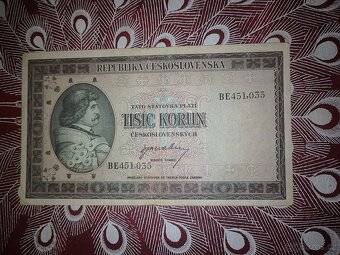 REPUBLIKA ČESKOSLOVENSKÁ
BE451,035
TATO STÁTOVKA PLATÍ
TISÍC KORUN
ČESKOSLOVENSKÝCH
BE451,035